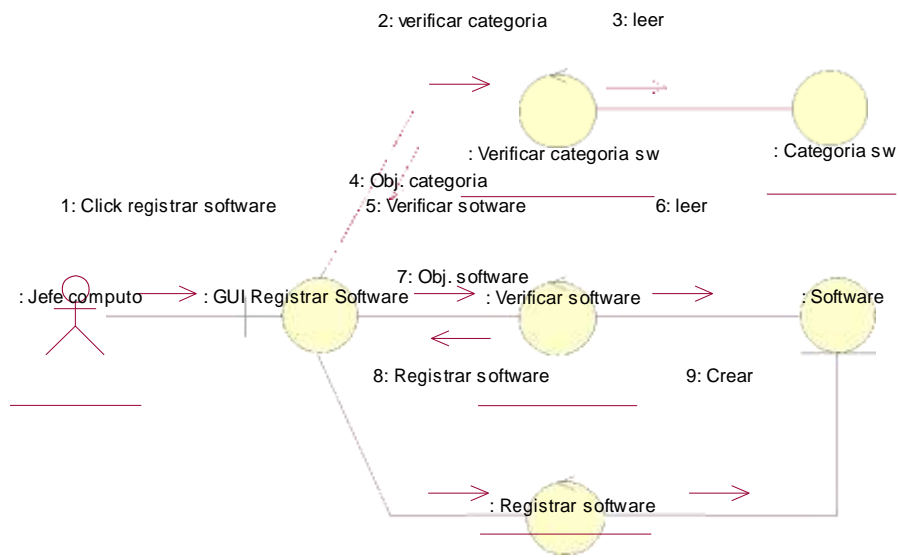 2: verificar categoria
3: leer
: Verificar categoria sw
: Categoria sw
4: Obj. categoria
1: Click registrar software
5: Verificar sotware
6: leer
7: Obj. software
: Jefe computo
: GUI Registrar Software
: Verificar software
: Software
8: Registrar software
9: Crear
: Registrar software